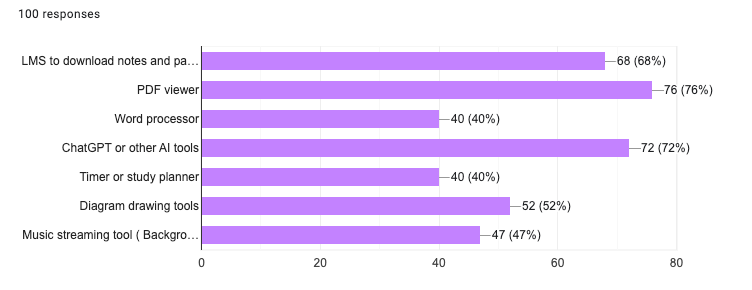 100 responses
LMS to download notes and pa… 68 (68%)
PDF viewer 76 (76%)
Word processor 40 (40%)
ChatGPT or other AI tools 72 (72%)
Timer or study planner 40 (40%)
Diagram drawing tools 52 (52%)
Music streaming tool ( Backgro… 47 (47%)
0 20 40 60 80